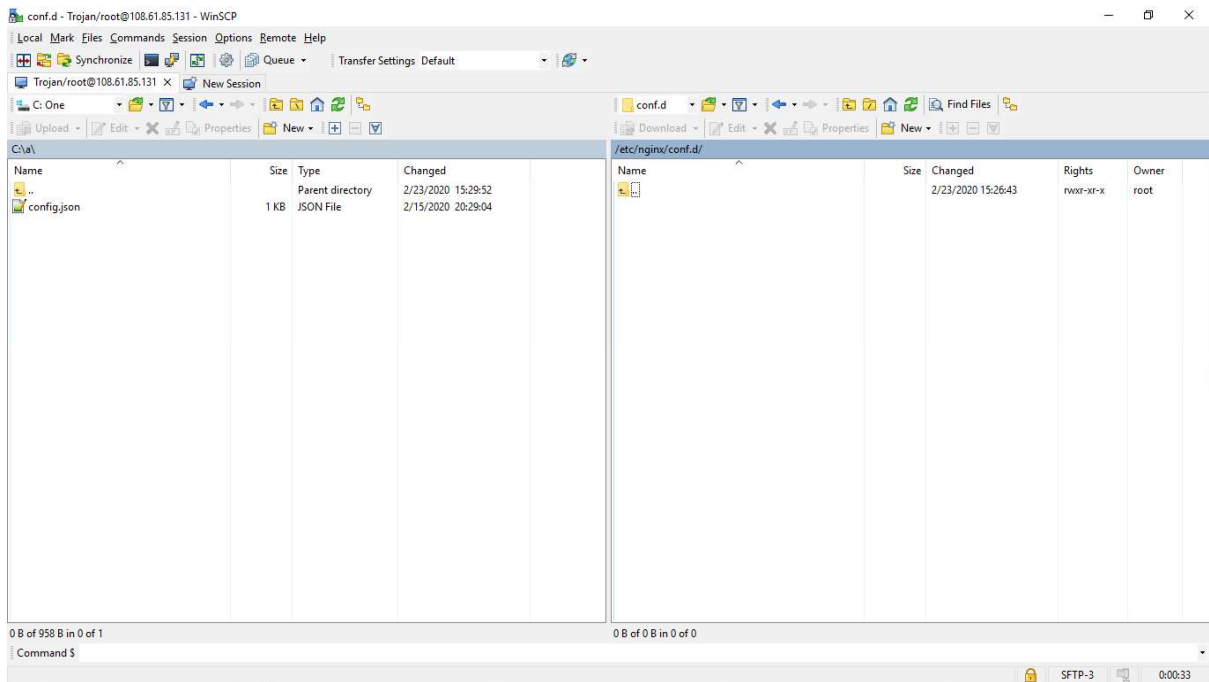 conf.d - Trojan/root@108.61.85.131 - WinSCP
Local Mark Files Commands Session Options Remote Help
Synchronize Queue Transfer Settings Default
Trojan/root@108.61.85.131 × New Session
C: One
Upload Edit Properties New
C:\a\
Name Size Type Changed
.. Parent directory 2/23/2020 15:29:52
config.json 1 KB JSON File 2/15/2020 20:29:04
0 B of 958 B in 0 of 1
conf.d Find Files
Download Edit Properties New
/etc/nginx/conf.d/
Name Size Changed Rights Owner
.. 2/23/2020 15:26:43 rwxr-xr-x root
0 B of 0 B in 0 of 0
Command $
SFTP-3 0:00:33